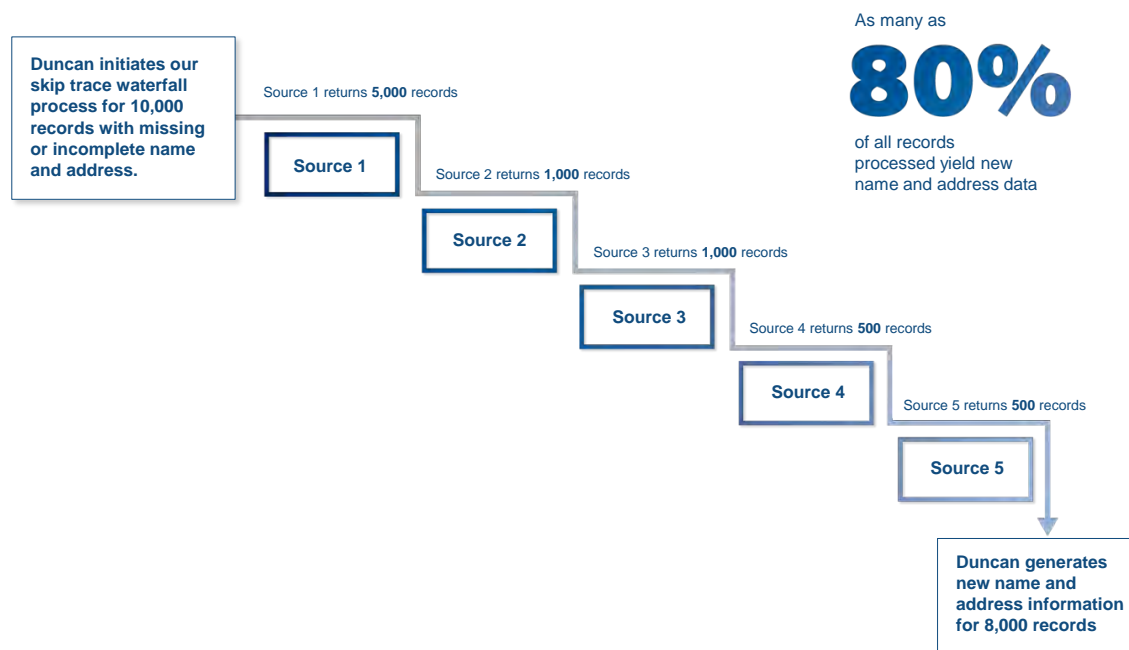 Duncan initiates our
skip trace waterfall
process for 10,000
records with missing
or incomplete name
and address.
As many as
80%
of all records
processed yield new
name and address data
Source 1 returns 5,000 records
Source 1
Source 2 returns 1,000 records
Source 2
Source 3 returns 1,000 records
Source 3
Source 4 returns 500 records
Source 4
Source 5 returns 500 records
Source 5
Duncan generates
new name and
address information
for 8,000 records